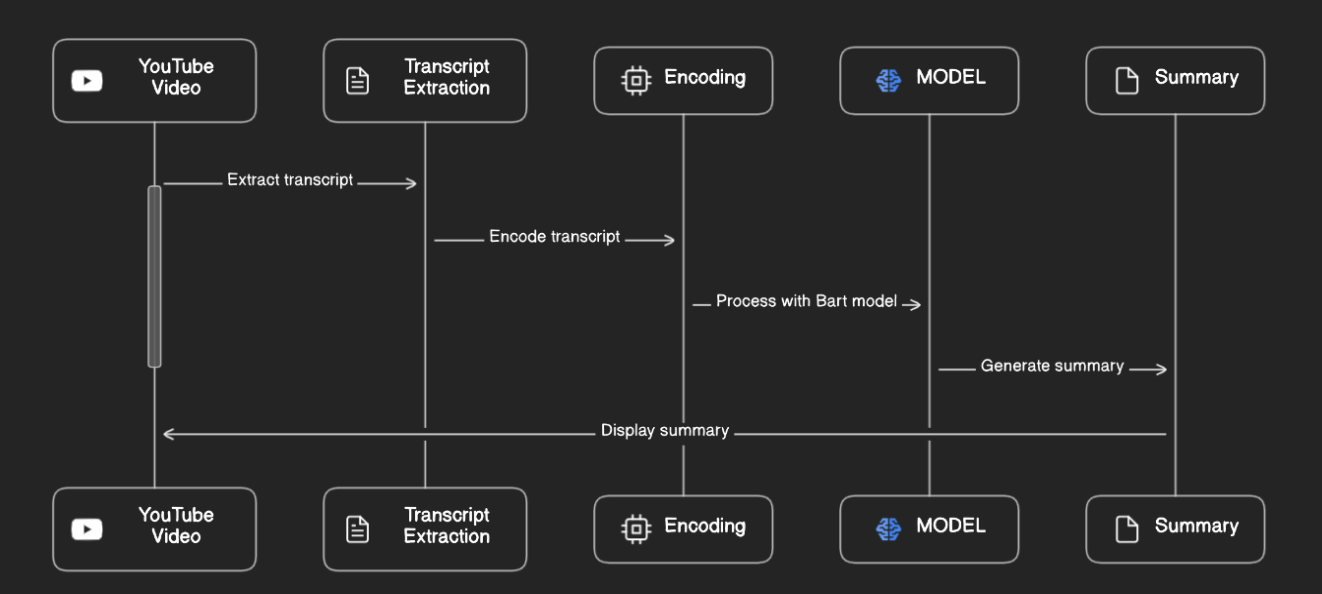 YouTube
Video
Transcript
Extraction
Encoding
MODEL
Summary
Extract transcript
Encode transcript
Process with Bart model
Generate summary
Display summary
YouTube
Video
Transcript
Extraction
Encoding
MODEL
Summary